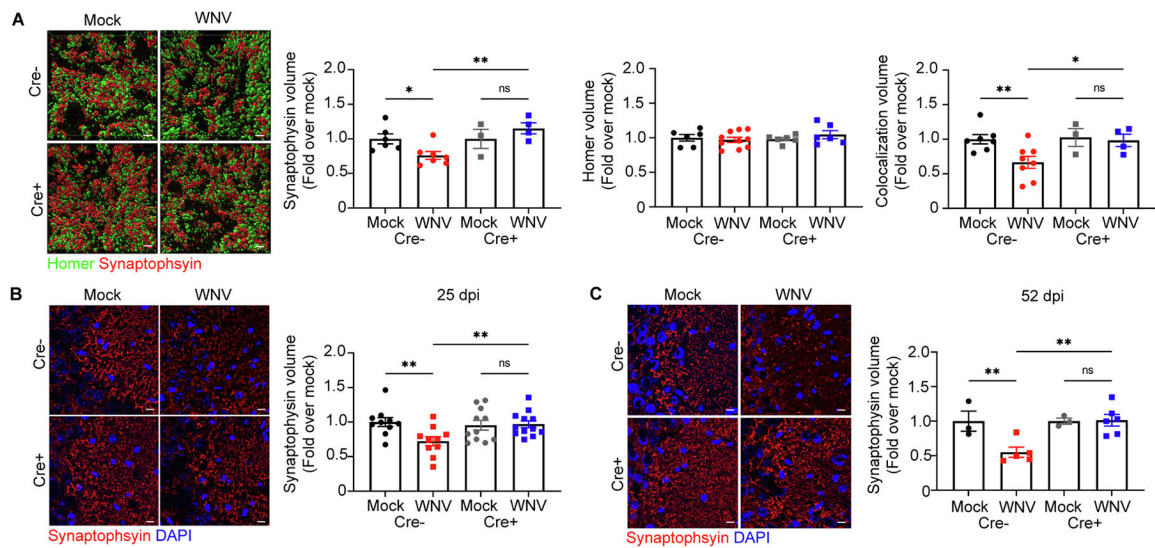 A
Mock WNV
Cre-
Cre+
Homer Synaptophsyin
Synaptophysin volume
(Fold over mock)
2.0
1.5
1.0
0.5
0
* ** ns
Mock WNV Mock WNV
Cre- Cre+
Homer volume
(Fold over mock)
2.0
1.5
1.0
0.5
0
Mock WNV Mock WNV
Cre- Cre+
Colocalization volume
(Fold over mock)
2.0
1.5
1.0
0.5
0
** * ns
Mock WNV Mock WNV
Cre- Cre+
B
Mock WNV
Cre-
Cre+
Synaptophsyin DAPI
25 dpi
Synaptophysin volume
(Fold over mock)
2.0
1.5
1.0
0.5
0
** ** ns
Mock WNV Mock WNV
Cre- Cre+
C
Mock WNV
Cre-
Cre+
Synaptophsyin DAPI
52 dpi
Synaptophysin volume
(Fold over mock)
2.0
1.5
1.0
0.5
0
** ** ns
Mock WNV Mock WNV
Cre- Cre+